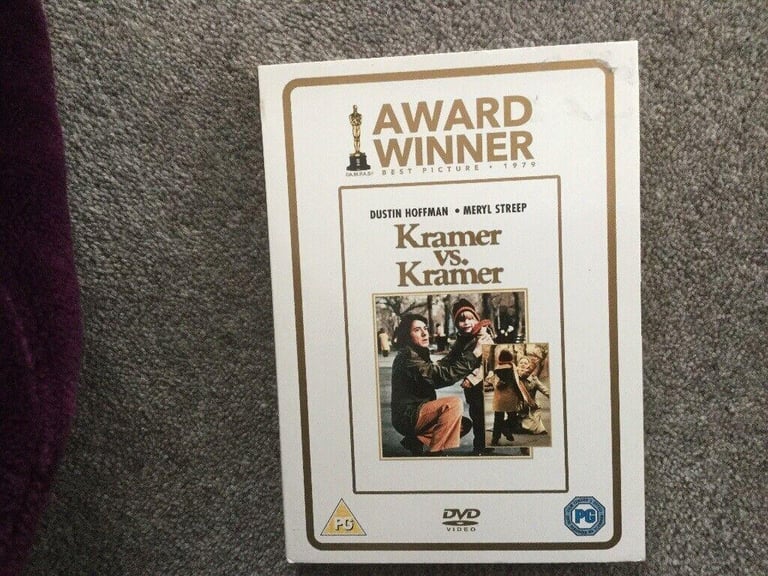 AWARD
WINNER
©A.M.P.A.S.®
BEST PICTURE • 1979
DUSTIN HOFFMAN • MERYL STREEP
Kramer
vs.
Kramer
PG
DVD
VIDEO
PG